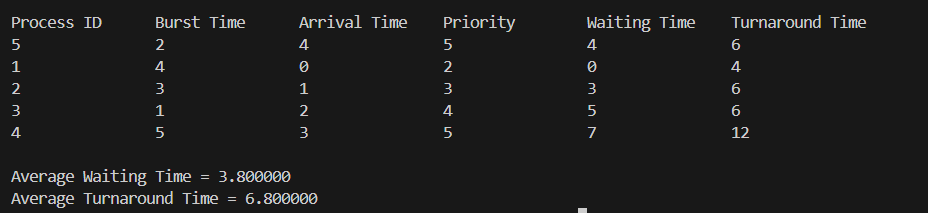 Process ID Burst Time Arrival Time Priority Waiting Time Turnaround Time
5 2 4 5 4 6
1 4 0 2 0 4
2 3 1 3 3 6
3 1 2 4 5 6
4 5 3 5 7 12
Average Waiting Time = 3.800000
Average Turnaround Time = 6.800000